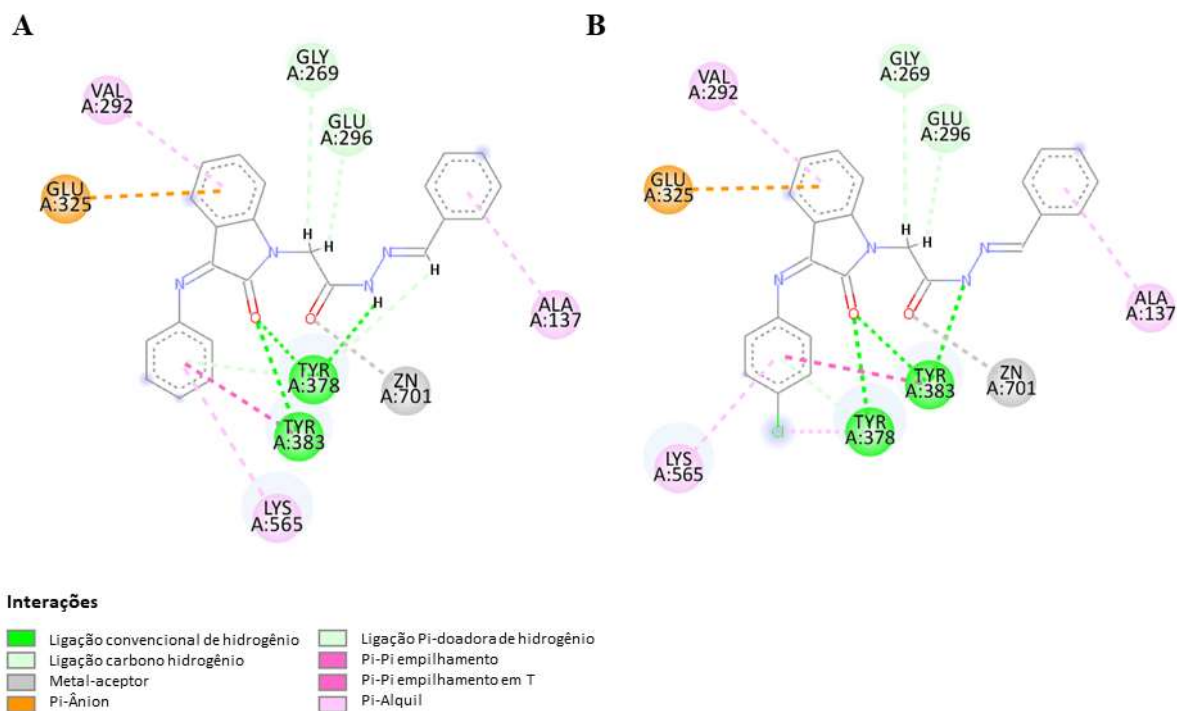 A
B
GLY
A:269
VAL
A:292
GLU
A:296
GLU
A:325
H
H
N
N
H
N
H
N
O
O
ALA
A:137
TYR
A:378
ZN
A:701
TYR
A:383
LYS
A:565
GLY
A:269
VAL
A:292
GLU
A:296
GLU
A:325
H
H
N
N
N
N
O
O
ALA
A:137
TYR
A:383
ZN
A:701
Cl
TYR
A:378
LYS
A:565
Interações
Ligação convencional de hidrogênio
Ligação carbono hidrogênio
Metal-aceptor
Pi-Ânion
Ligação Pi-doadora de hidrogênio
Pi-Pi empilhamento
Pi-Pi empilhamento em T
Pi-Alquil